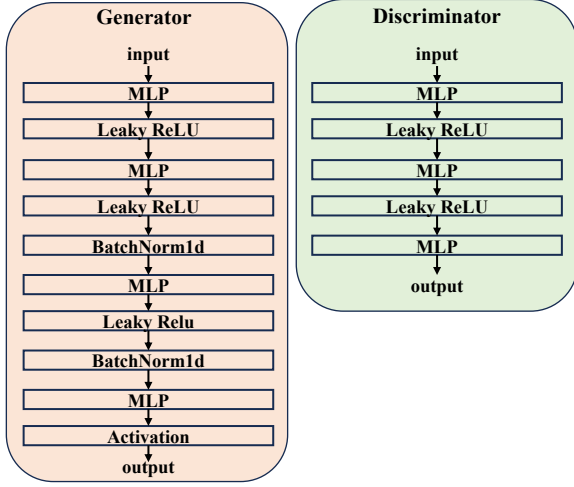 Generator
input
MLP
Leaky ReLU
MLP
Leaky ReLU
BatchNorm1d
MLP
Leaky Relu
BatchNorm1d
MLP
Activation
output
Discriminator
input
MLP
Leaky ReLU
MLP
Leaky ReLU
MLP
output